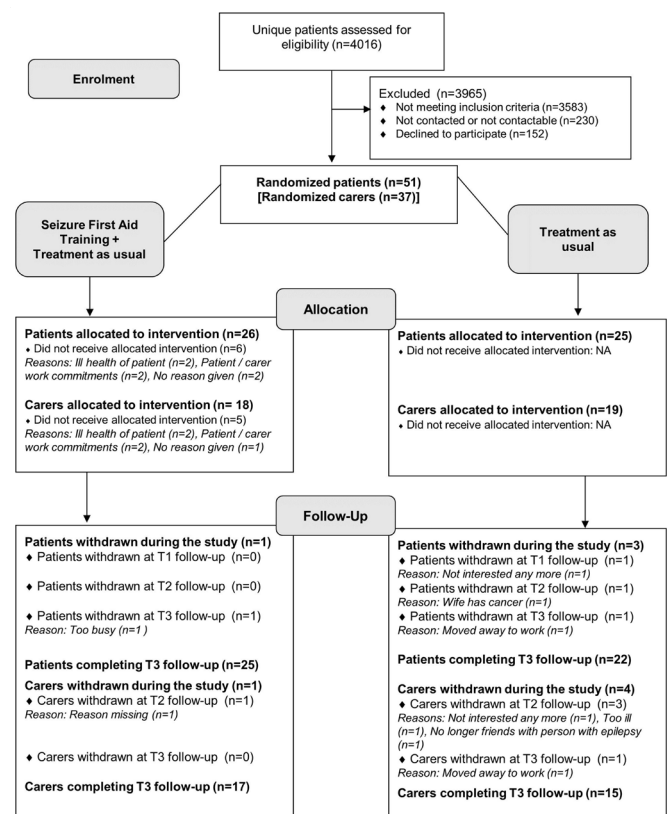 Unique patients assessed for
eligibility (n=4016)
Enrolment
Excluded (n=3965)
♦ Not meeting inclusion criteria (n=3583)
♦ Not contacted or not contactable (n=230)
♦ Declined to participate (n=152)
Randomized patients (n=51)
[Randomized carers (n=37)]
Seizure First Aid
Training +
Treatment as usual
Treatment as
usual
Allocation
Patients allocated to intervention (n=26)
♦ Did not receive allocated intervention (n=6)
Reasons: Ill health of patient (n=2), Patient / carer
work commitments (n=2), No reason given (n=2)
Carers allocated to intervention (n= 18)
♦ Did not receive allocated intervention (n=5)
Reasons: Ill health of patient (n=2), Patient / carer
work commitments (n=2), No reason given (n=1)
Patients allocated to intervention (n=25)
♦ Did not receive allocated intervention: NA
Carers allocated to intervention (n=19)
♦ Did not receive allocated intervention: NA
Follow-Up
Patients withdrawn during the study (n=1)
♦ Patients withdrawn at T1 follow-up (n=0)
♦ Patients withdrawn at T2 follow-up (n=0)
♦ Patients withdrawn at T3 follow-up (n=1)
Reason: Too busy (n=1 )
Patients completing T3 follow-up (n=25)
Carers withdrawn during the study (n=1)
♦ Carers withdrawn at T2 follow-up (n=1)
Reason: Reason missing (n=1)
♦ Carers withdrawn at T3 follow-up (n=0)
Carers completing T3 follow-up (n=17)
Patients withdrawn during the study (n=3)
♦ Patients withdrawn at T1 follow-up (n=1)
Reason: Not interested any more (n=1)
♦ Patients withdrawn at T2 follow-up (n=1)
Reason: Wife has cancer (n=1)
♦ Patients withdrawn at T3 follow-up (n=1)
Reason: Moved away to work (n=1)
Patients completing T3 follow-up (n=22)
Carers withdrawn during the study (n=4)
♦ Carers withdrawn at T2 follow-up (n=3)
Reasons: Not interested any more (n=1), Too ill
(n=1), No longer friends with person with epilepsy
(n=1)
♦ Carers withdrawn at T3 follow-up (n=1)
Reason: Moved away to work (n=1)
Carers completing T3 follow-up (n=15)